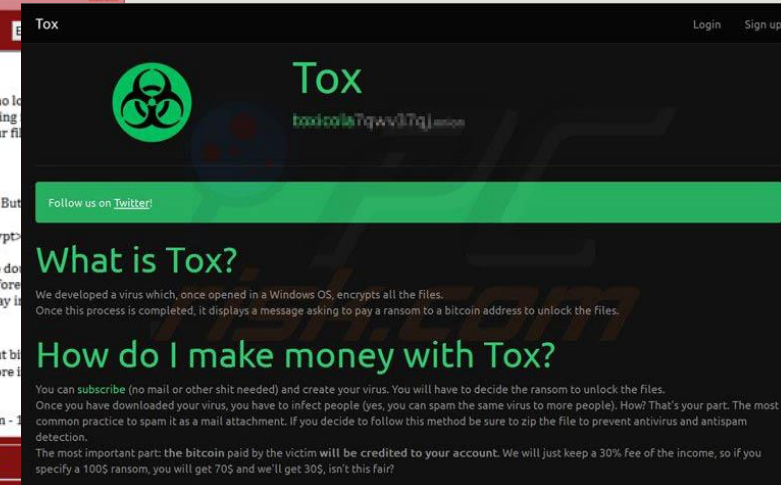 Tox
Login Sign up
Tox
Follow us on Twitter!
What is Tox?
We developed a virus which, once opened in a Windows OS, encrypts all the files.
Once this process is completed, it displays a message asking to pay a ransom to a bitcoin address to unlock the files.
How do I make money with Tox?
You can subscribe (no mail or other shit needed) and create your virus. You will have to decide the ransom to unlock the files.
Once you have downloaded your virus, you have to infect people (yes, you can spam the same virus to more people). How? That's your part. The most
common practice to spam it as a mail attachment. If you decide to follow this method be sure to zip the file to prevent antivirus and antispam
detection.
The most important part: the bitcoin paid by the victim will be credited to your account. We will just keep a 30% fee of the income, so if you
specify a 100$ ransom, you will get 70$ and we'll get 30$, isn't this fair?
PC
risk.com